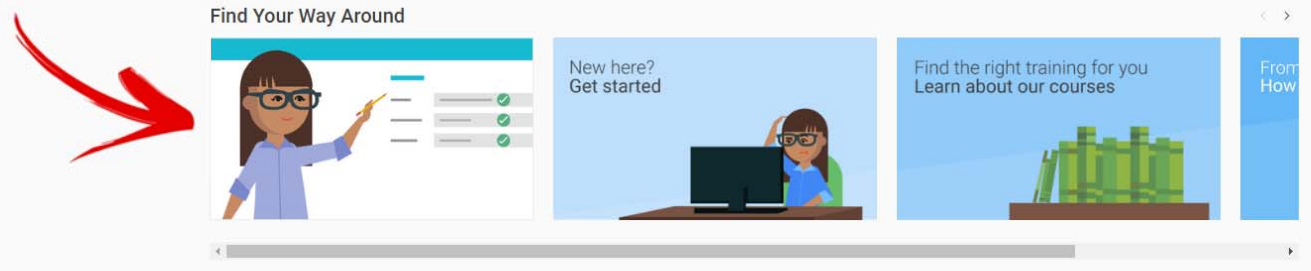 Find Your Way Around
New here?
Get started
Find the right training for you
Learn about our courses
From
How